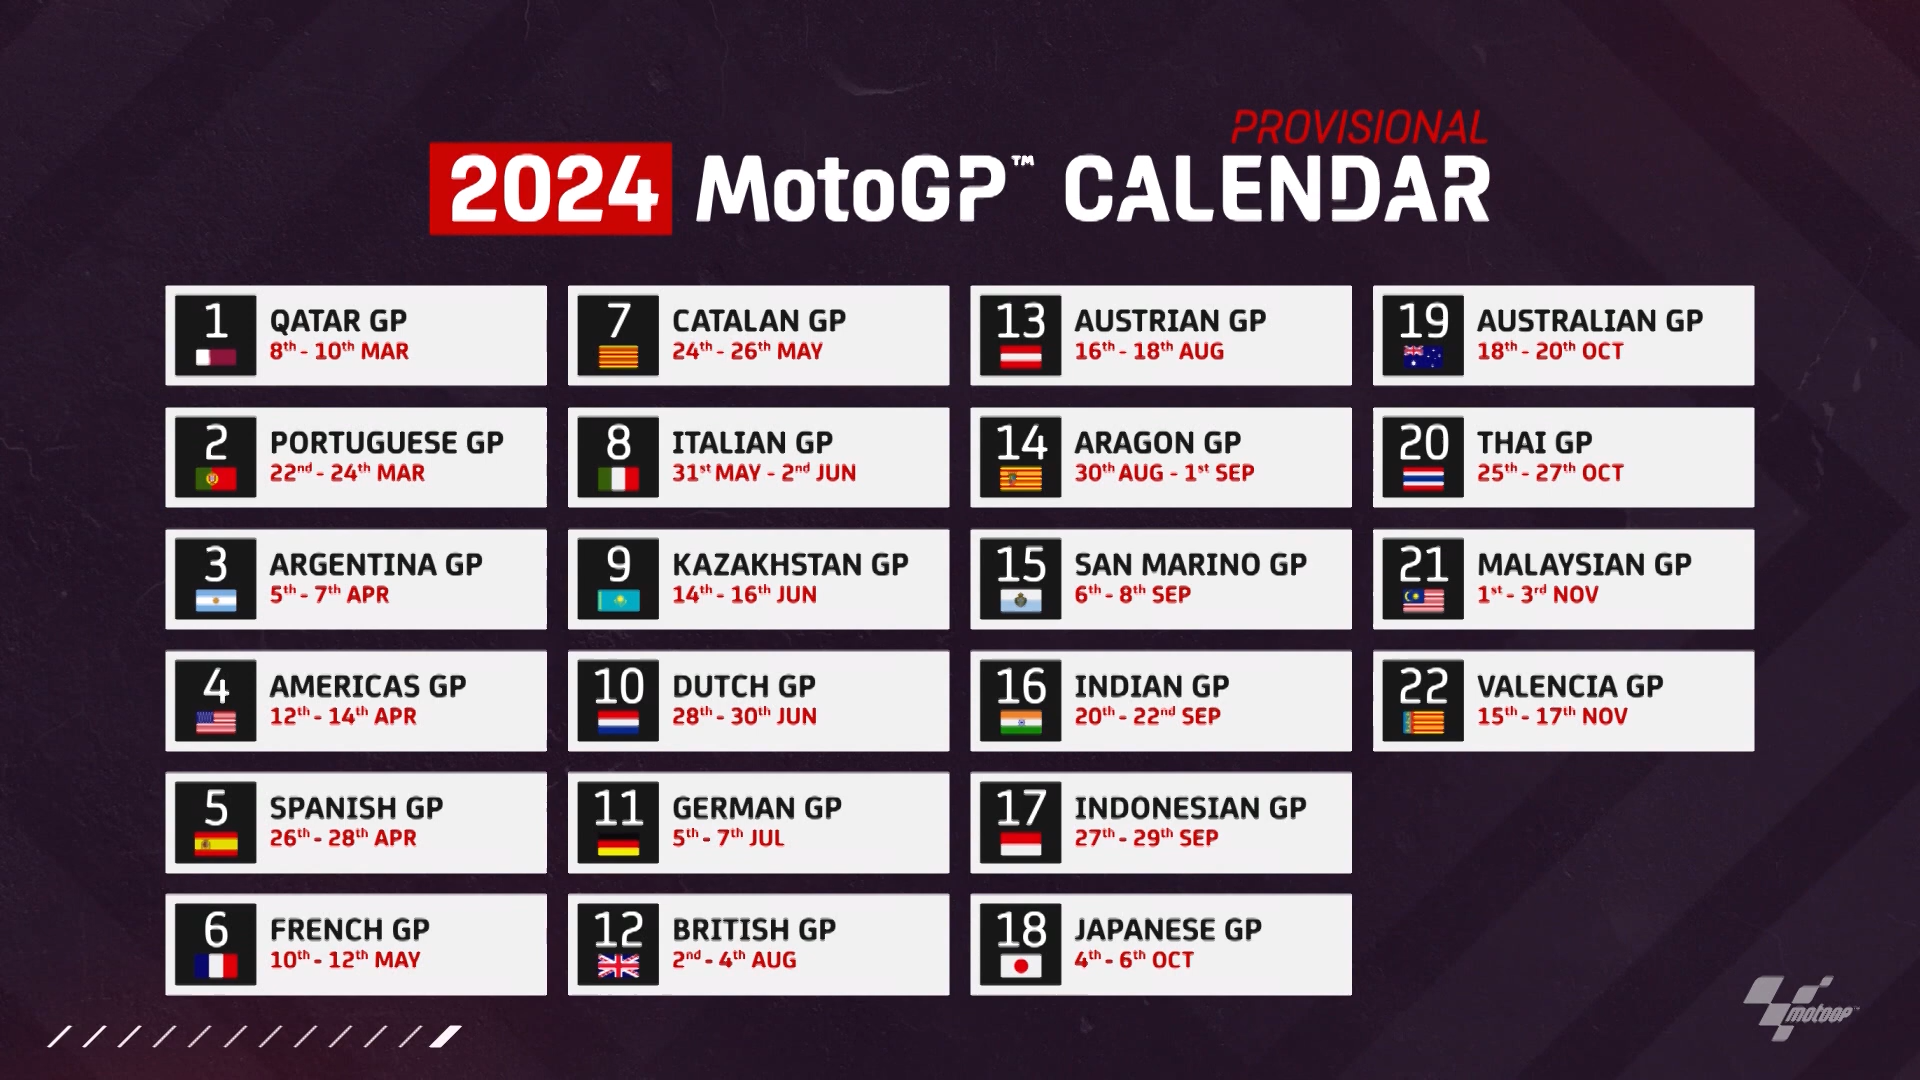 PROVISIONAL
2024 MotoGP™ CALENDAR
1 QATAR GP
8th - 10th MAR
2 PORTUGUESE GP
22nd - 24th MAR
3 ARGENTINA GP
5th - 7th APR
4 AMERICAS GP
12th - 14th APR
5 SPANISH GP
26th - 28th APR
6 FRENCH GP
10th - 12th MAY
7 CATALAN GP
24th - 26th MAY
8 ITALIAN GP
31st MAY - 2nd JUN
9 KAZAKHSTAN GP
14th - 16th JUN
10 DUTCH GP
28th - 30th JUN
11 GERMAN GP
5th - 7th JUL
12 BRITISH GP
2nd - 4th AUG
13 AUSTRIAN GP
16th - 18th AUG
14 ARAGON GP
30th AUG - 1st SEP
15 SAN MARINO GP
6th - 8th SEP
16 INDIAN GP
20th - 22nd SEP
17 INDONESIAN GP
27th - 29th SEP
18 JAPANESE GP
4th - 6th OCT
19 AUSTRALIAN GP
18th - 20th OCT
20 THAI GP
25th - 27th OCT
21 MALAYSIAN GP
1st - 3rd NOV
22 VALENCIA GP
15th - 17th NOV
motoGP™